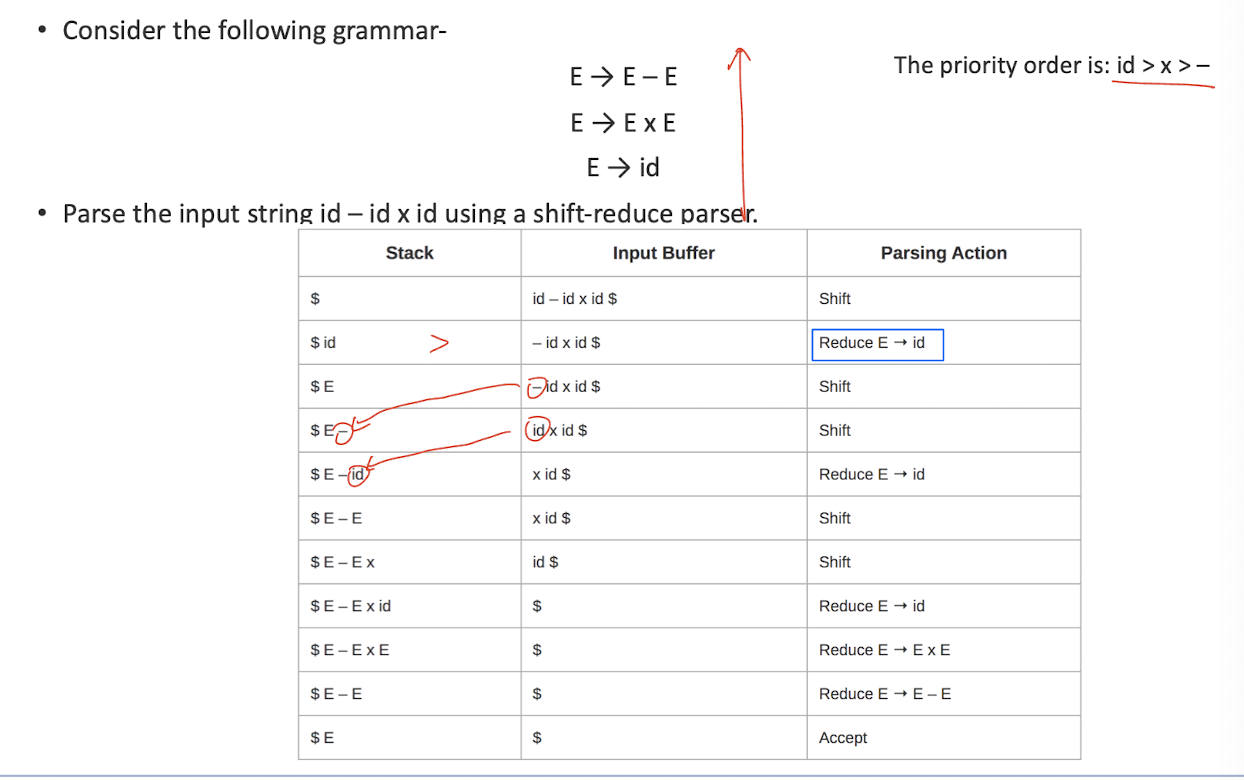 • Consider the following grammar-
E → E – E
The priority order is: id > x > –
E → E x E
E → id
• Parse the input string id – id x id using a shift-reduce parser.
Stack Input Buffer Parsing Action
$ id – id x id $ Shift
$ id > – id x id $ Reduce E → id
$ E – id x id $ Shift
$ E – id x id $ Shift
$ E – id x id $ Reduce E → id
$ E – E x id $ Shift
$ E – E x id $ Shift
$ E – E x id $ Reduce E → id
$ E – E x E $ Reduce E → E x E
$ E – E $ Reduce E → E – E
$ E $ Accept